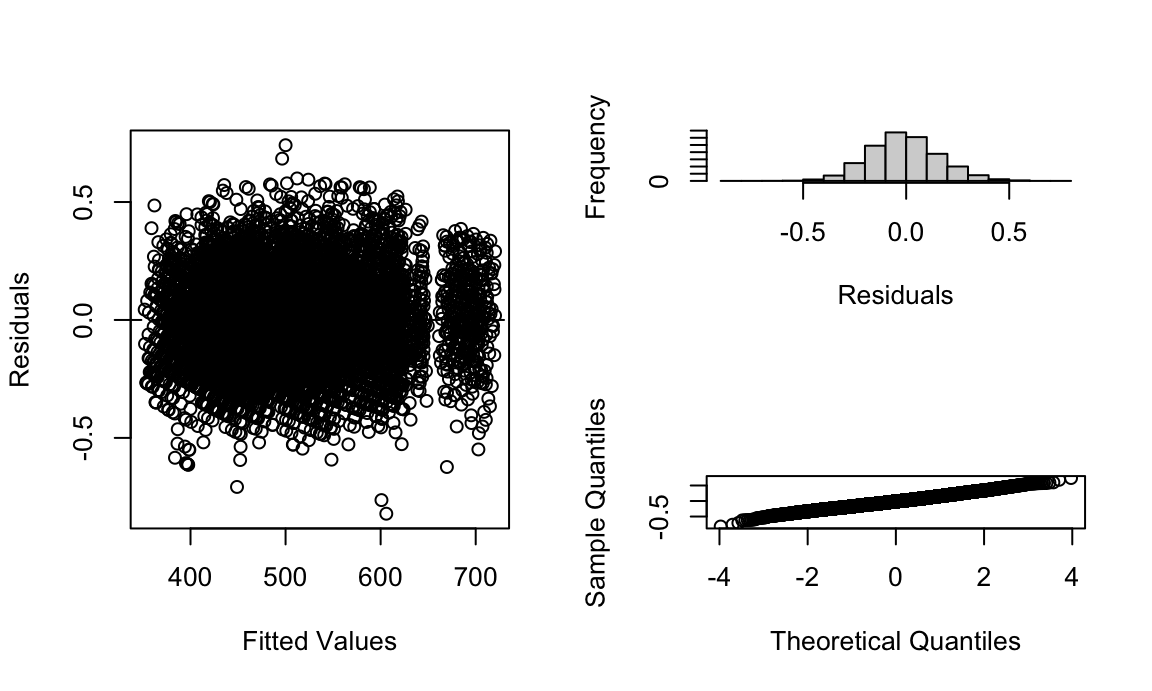 Residuals
0.5
0.0
-0.5
400 500 600 700
Fitted Values
Frequency
0
-0.5 0.0 0.5
Residuals
Sample Quantiles
-0.5
-4 -2 0 2 4
Theoretical Quantiles